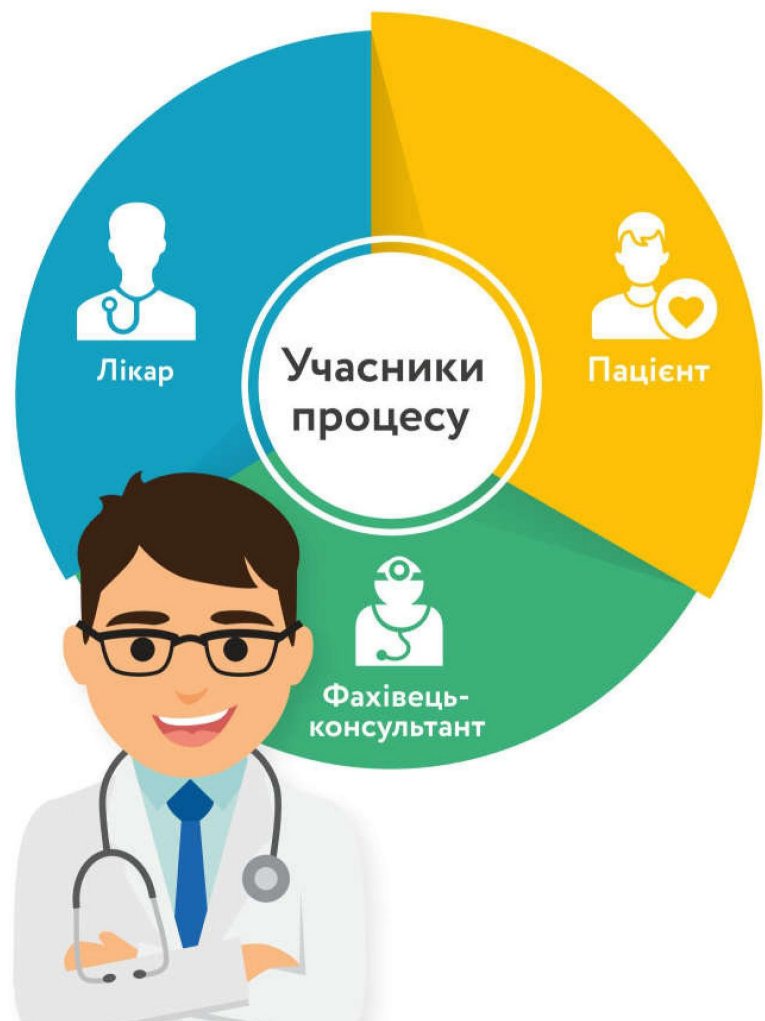 Учасники
процесу
Лікар
Пацієнт
Фахівець-
консультант